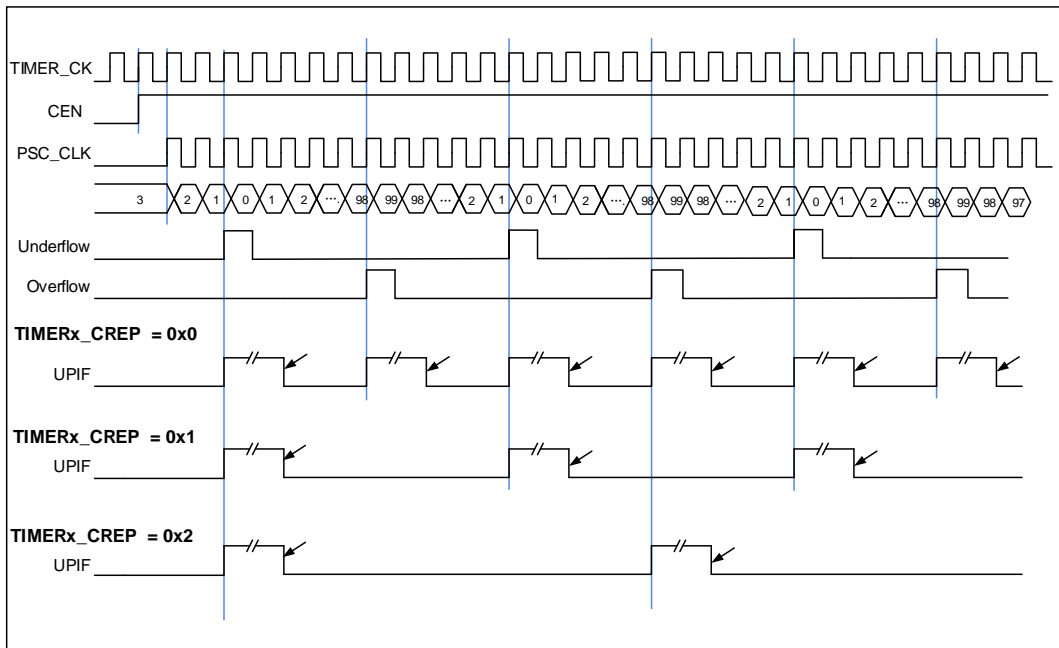 TIMER_CK
CEN
PSC_CLK
3 2 1 0 1 2 .... 98 99 98 ... 2 1 0 1 2 .... 98 99 98 ... 2 1 0 1 2 ... 98 99 98 97
Underflow
Overflow
TIMERx_CREP = 0x0
UPIF
TIMERx_CREP = 0x1
UPIF
TIMERx_CREP = 0x2
UPIF